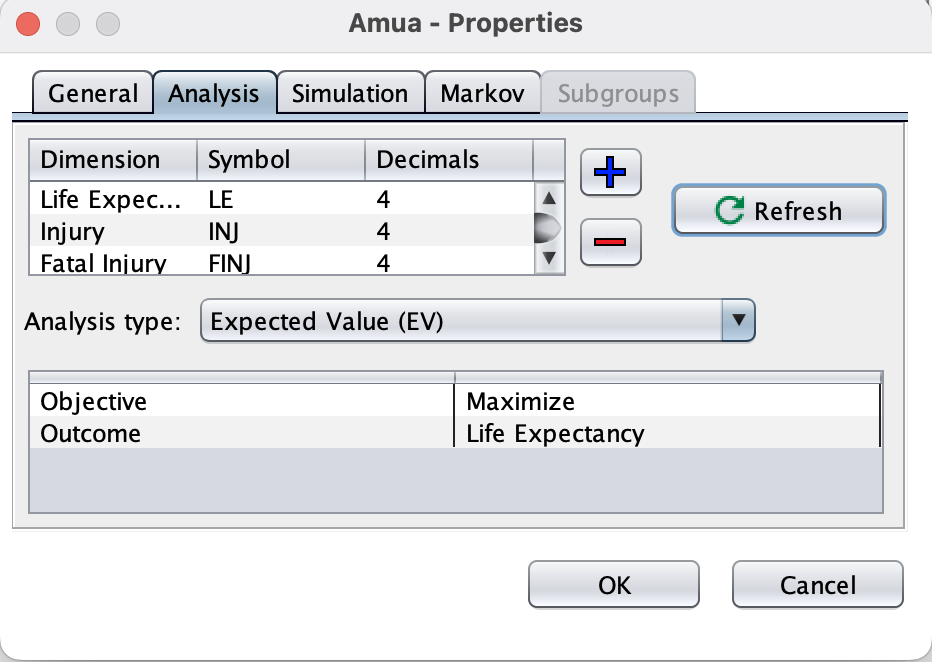 Amua - Properties
General Analysis Simulation Markov Subgroups
Dimension Symbol Decimals
Life Expec... LE 4
Injury INJ 4
Fatal Injury FINJ 4
Refresh
Analysis type: Expected Value (EV)
Objective Maximize
Outcome Life Expectancy
OK Cancel